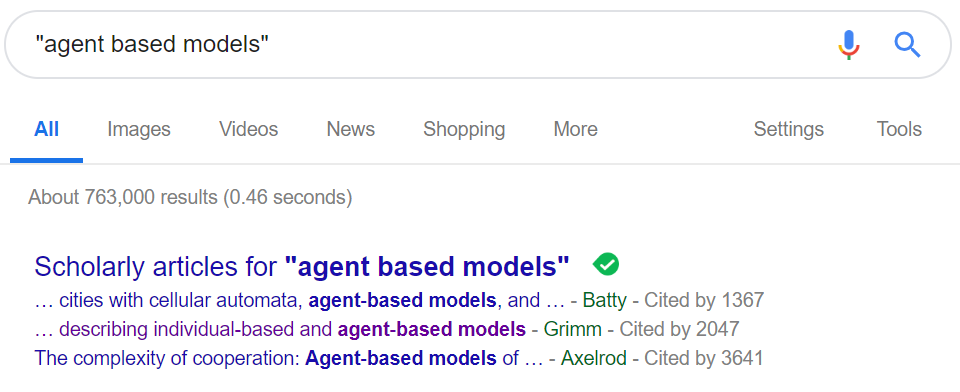 "agent based models"
All Images Videos News Shopping More Settings Tools
About 763,000 results (0.46 seconds)
Scholarly articles for "agent based models"
… cities with cellular automata, agent-based models, and … - Batty - Cited by 1367
… describing individual-based and agent-based models - Grimm - Cited by 2047
The complexity of cooperation: Agent-based models of … - Axelrod - Cited by 3641